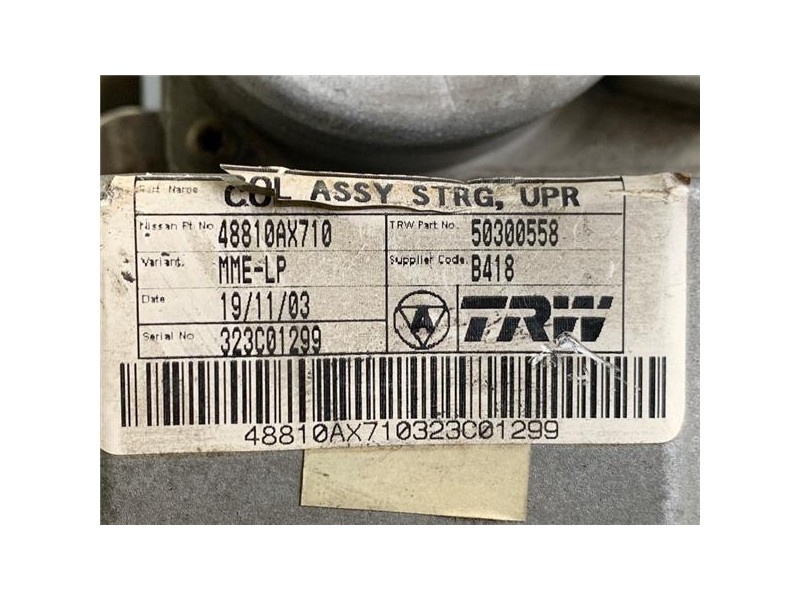 Part Name COL ASSY STRG, UPR
Nissan Pt No 48810AX710 TRW Part No. 50300558
Variant. MME-LP Supplier Code. B418
Date 19/11/03 A TRW
Serial No 323C01299
48810AX710323C01299